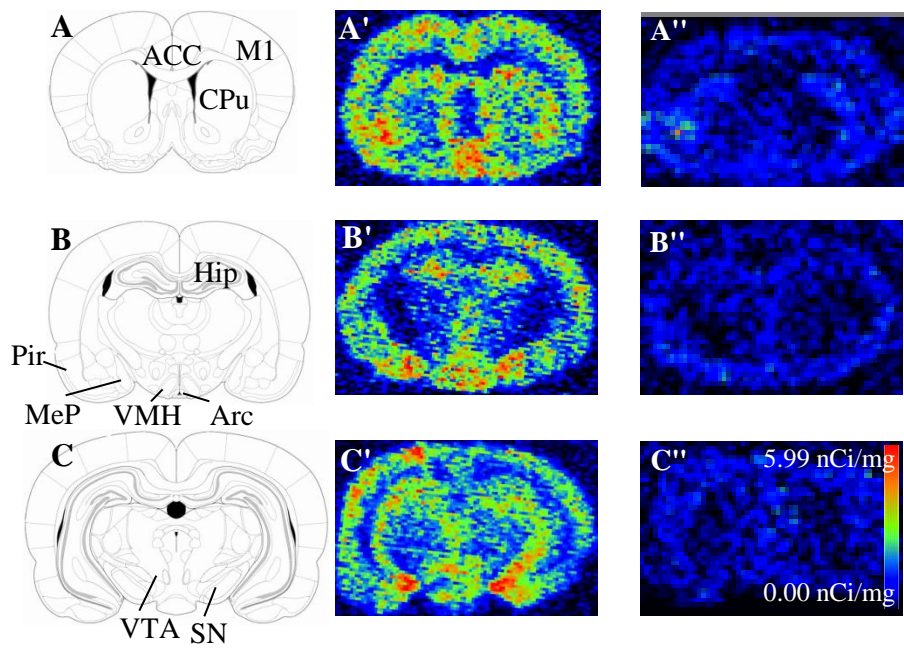 A
ACC
M1
CPu
A'
A"
B
Hip
Pir
MeP
VMH
Arc
B'
B"
C
VTA
SN
C'
C"
5.99 nCi/mg
0.00 nCi/mg